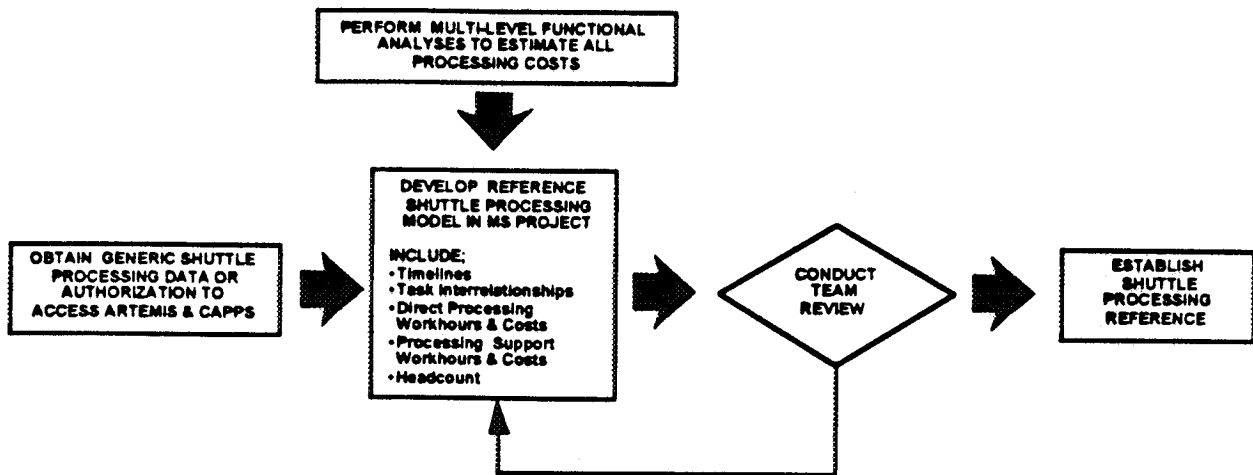 PERFORM MULTI-LEVEL FUNCTIONAL
ANALYSES TO ESTIMATE ALL
PROCESSING COSTS
OBTAIN GENERIC SHUTTLE
PROCESSING DATA OR
AUTHORIZATION TO
ACCESS ARTEMIS & CAPPS
DEVELOP REFERENCE
SHUTTLE PROCESSING
MODEL IN MS PROJECT
INCLUDE;
• Timelines
• Task Interrelationships
• Direct Processing
Workhours & Costs
• Processing Support
Workhours & Costs
• Headcount
CONDUCT
TEAM
REVIEW
ESTABLISH
SHUTTLE
PROCESSING
REFERENCE